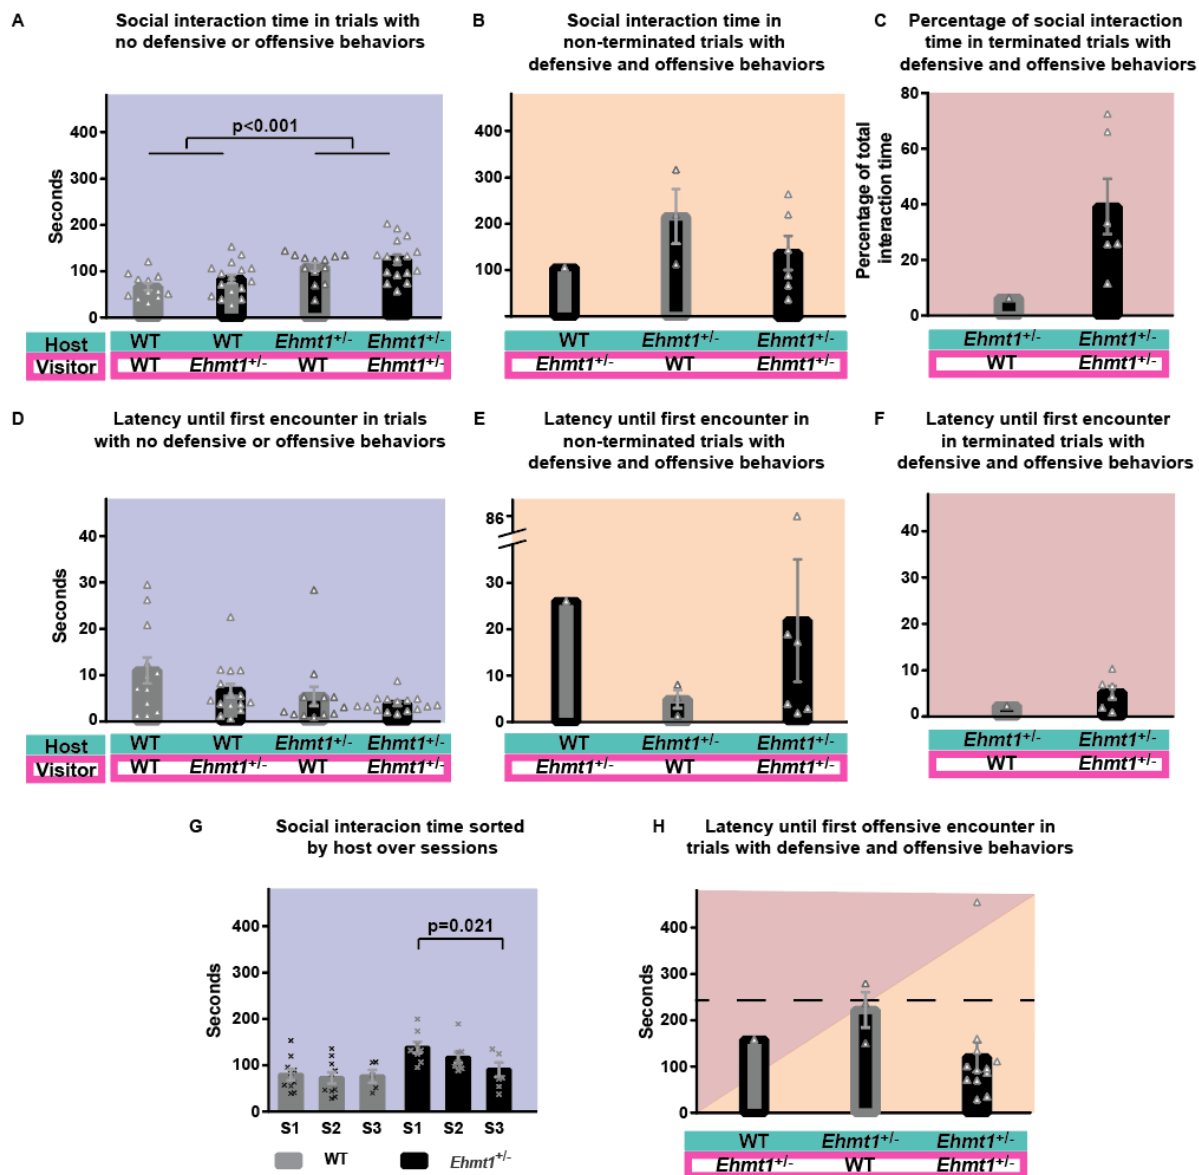 A Social interaction time in trials with
no defensive or offensive behaviors
400
300
200
100
0
Seconds
p<0.001
Host WT WT Ehmt1+/- Ehmt1+/-
Visitor WT Ehmt1+/- WT Ehmt1+/-
B Social interaction time in
non-terminated trials with
defensive and offensive behaviors
400
300
200
100
WT Ehmt1+/- Ehmt1+/-
Ehmt1+/- WT Ehmt1+/-
C Percentage of social interaction
time in terminated trials with
defensive and offensive behaviors
80
60
40
20
0
Percentage of total
interaction time
Ehmt1+/- Ehmt1+/-
WT Ehmt1+/-
D Latency until first encounter in trials
with no defensive or offensive behaviors
40
30
20
10
0
Seconds
Host WT WT Ehmt1+/- Ehmt1+/-
Visitor WT Ehmt1+/- WT Ehmt1+/-
E Latency until first encounter in
non-terminated trials with
defensive and offensive behaviors
86
30
20
10
0
WT Ehmt1+/- Ehmt1+/-
Ehmt1+/- WT Ehmt1+/-
F Latency until first encounter
in terminated trials with
defensive and offensive behaviors
40
30
20
10
0
Ehmt1+/- Ehmt1+/-
WT Ehmt1+/-
G Social interacion time sorted
by host over sessions
400
300
200
100
0
Seconds
p=0.021
S1 S2 S3 S1 S2 S3
WT Ehmt1+/-
H Latency until first offensive encounter in
trials with defensive and offensive behaviors
400
300
200
100
0
Seconds
WT Ehmt1+/- Ehmt1+/-
Ehmt1+/- WT Ehmt1+/-